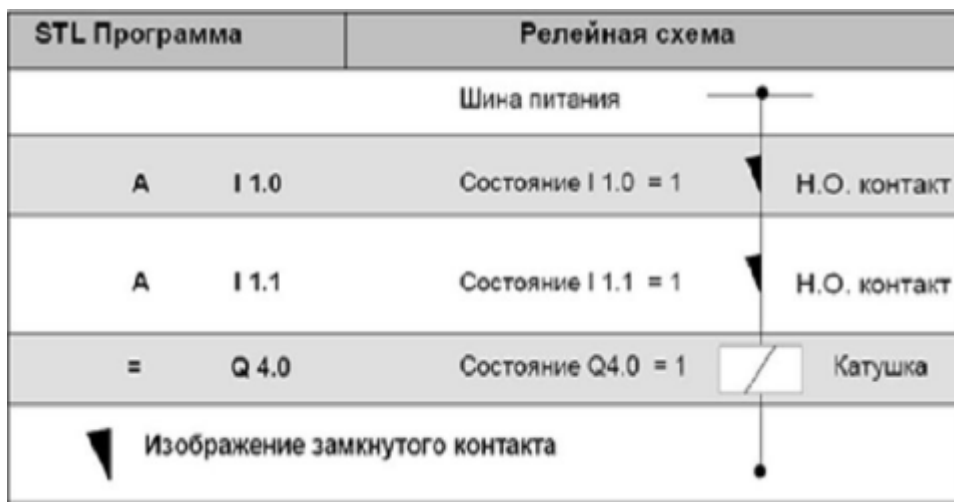 STL Программа Релейная схема
Шина питания
A I 1.0 Состояние I 1.0 = 1 Н.О. контакт
A I 1.1 Состояние I 1.1 = 1 Н.О. контакт
= Q 4.0 Состояние Q4.0 = 1 Катушка
Изображение замкнутого контакта